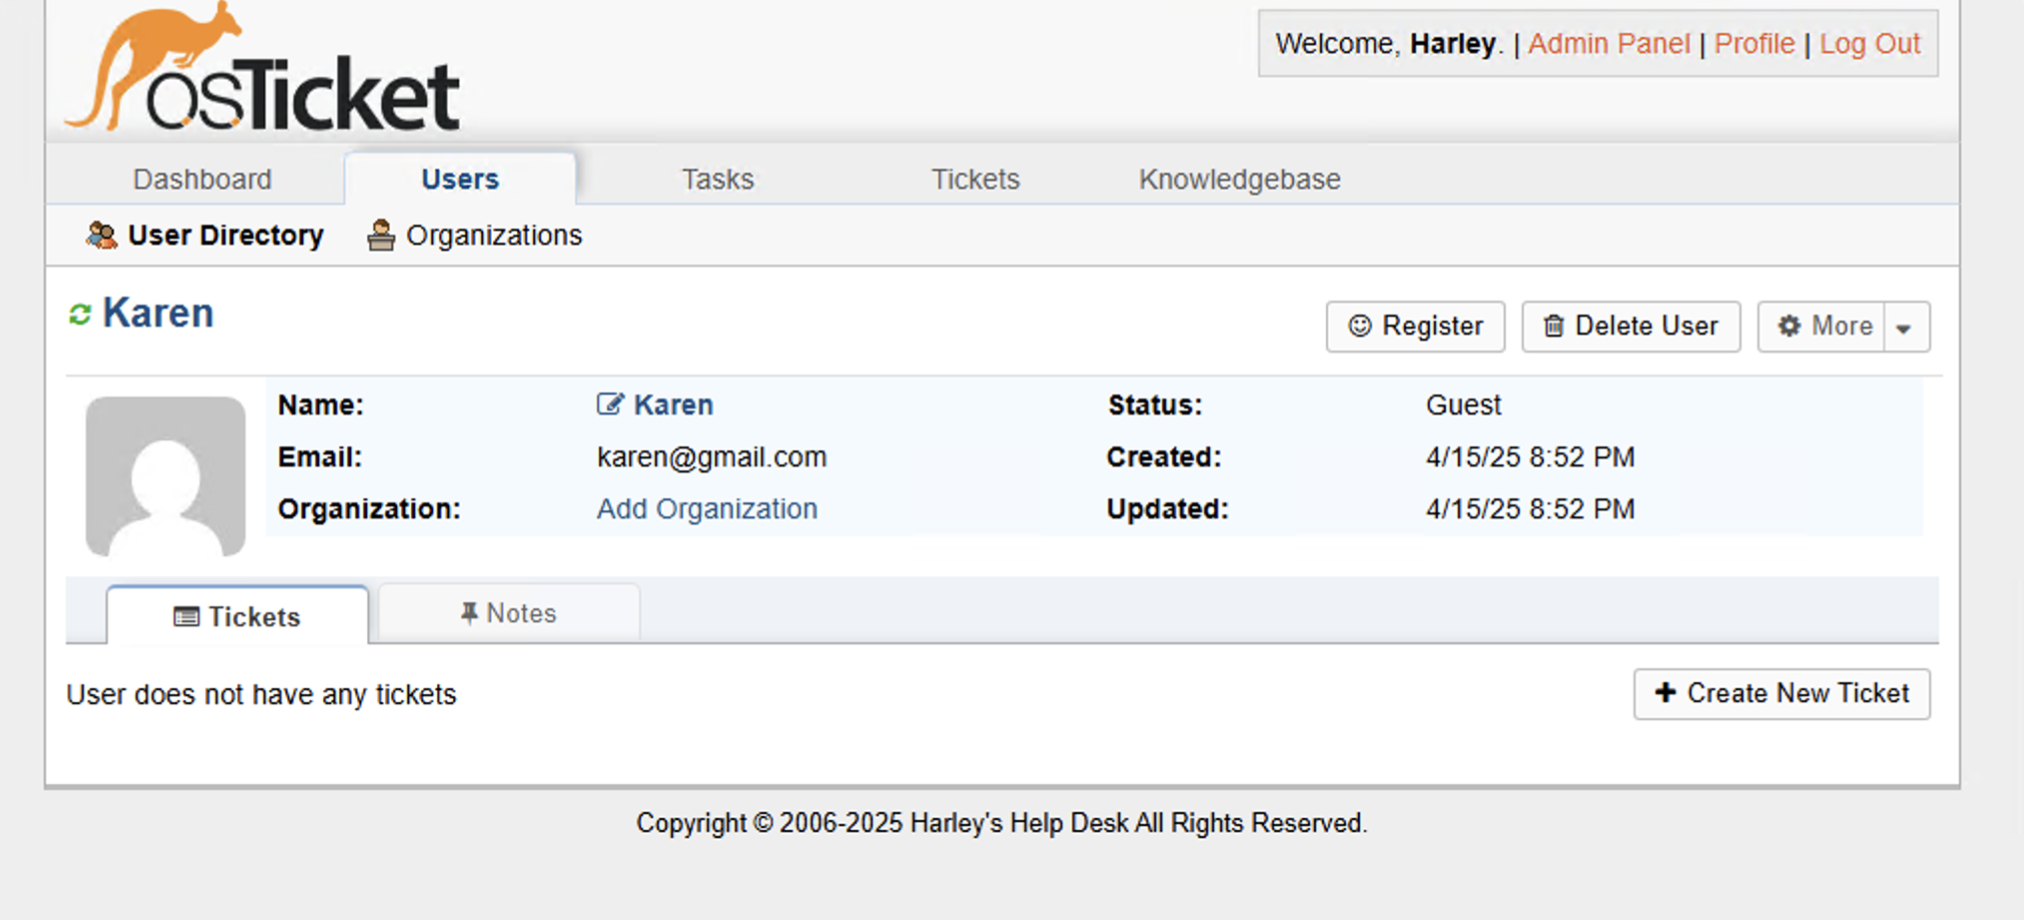 osTicket
Welcome, Harley. | Admin Panel | Profile | Log Out
Dashboard Users Tasks Tickets Knowledgebase
User Directory Organizations
Karen
Register Delete User More
Name: Karen Status: Guest
Email: karen@gmail.com Created: 4/15/25 8:52 PM
Organization: Add Organization Updated: 4/15/25 8:52 PM
Tickets Notes
User does not have any tickets
Create New Ticket
Copyright © 2006-2025 Harley's Help Desk All Rights Reserved.